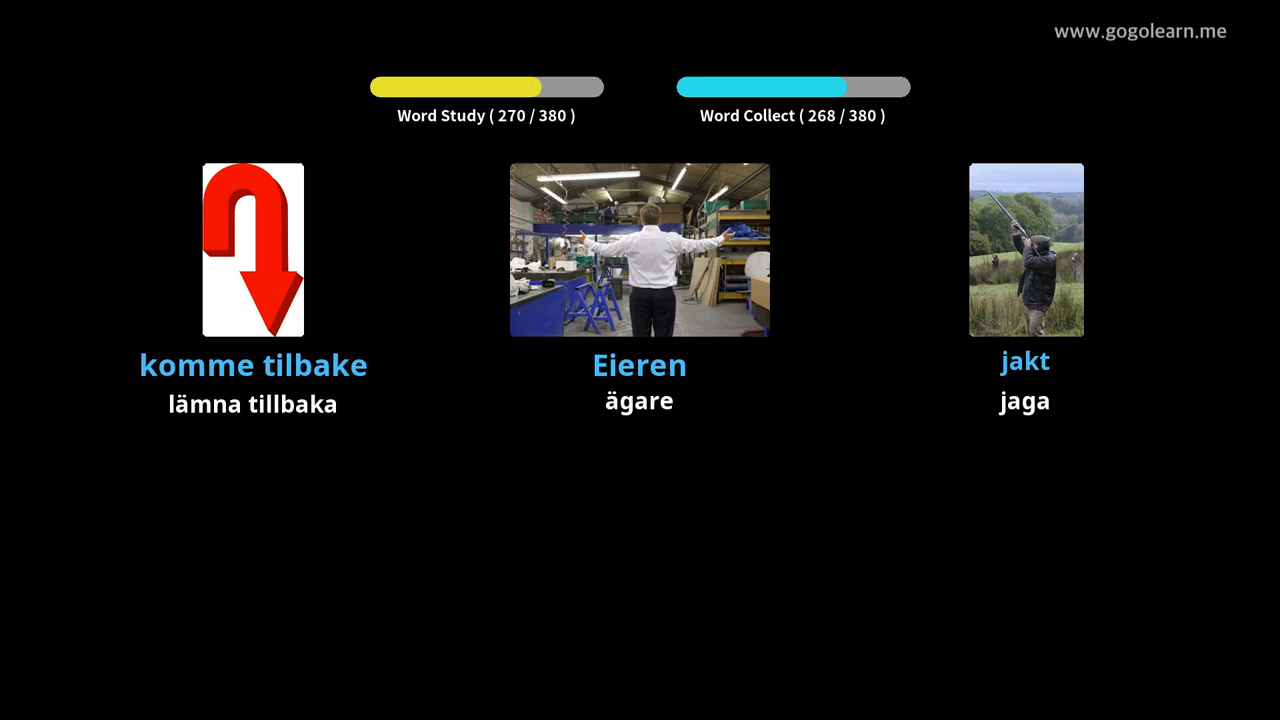 www.gogolearn.me
Word Study ( 270 / 380 )
Word Collect ( 268 / 380 )
komme tilbake
lämna tillbaka
Eieren
ägare
jakt
jaga